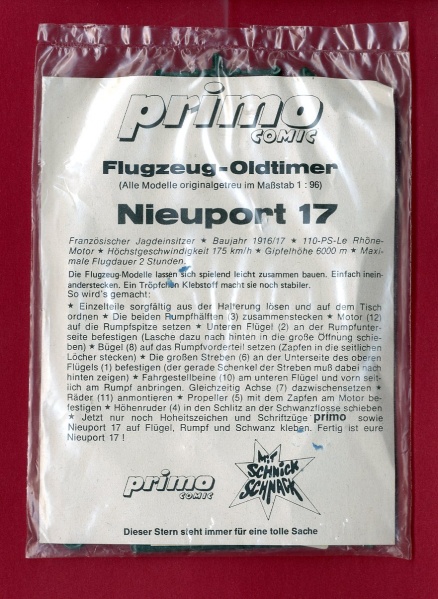 primo
COMIC
Flugzeug-Oldtimer
(Alle Modelle originalgetreu im Maßstab 1 : 96)
Nieuport 17
Französischer Jagdeinsitzer ★ Baujahr 1916/17 ★ 110-PS-Le Rhône-
Motor ★ Höchstgeschwindigkeit 175 km/h ★ Gipfelhöhe 6000 m ★ Maxi-
male Flugdauer 2 Stunden.
Die Flugzeug-Modelle lassen sich spielend leicht zusammen bauen. Einfach inein-
anderstecken. Ein Tröpfchen Klebstoff macht sie noch stabiler.
So wird's gemacht:
★ Einzelteile sorgfältig aus der Halterung lösen und auf dem Tisch
ordnen ★ Die beiden Rumpfhälften (3) zusammenstecken ★ Motor (12)
auf die Rumpfspitze setzen ★ Unteren Flügel (2) an der Rumpfunter-
seite befestigen (Lasche dazu nach hinten in die große Öffnung schie-
ben) ★ Bügel (8) auf das Rumpfvorderteil setzen (Zapfen in die seitlichen
Löcher stecken) ★ Die großen Streben (6) an der Unterseite des oberen
Flügels (1) befestigen (der gerade Schenkel der Streben muß dabei nach
hinten zeigen) ★ Fahrgestellbeine (10) am unteren Flügel und vorn seit-
lich am Rumpf anbringen. Gleichzeitig Achse (7) dazwischensetzen ★
Räder (11) anmontieren ★ Propeller (5) mit dem Zapfen am Motor be-
festigen ★ Höhenruder (4) in den Schlitz an der Schwanzflosse schieben
★ Jetzt nur noch Hoheitszeichen und Schriftzüge primo sowie
Nieuport 17 auf Flügel, Rumpf und Schwanz kleben. Fertig ist eure
Nieuport 17 !
primo
COMIC
MIT
SCHNICK
SCHNACK
Dieser Stern steht immer für eine tolle Sache